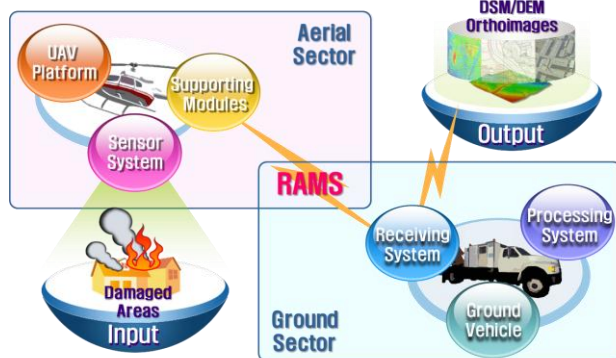 Aerial
Sector
UAV
Platform
Supporting
Modules
Sensor
System
DSM/DEM
Orthoimages
Output
RAMS
Receiving
System
Processing
System
Ground
Vehicle
Ground
Sector
Damaged
Areas
Input